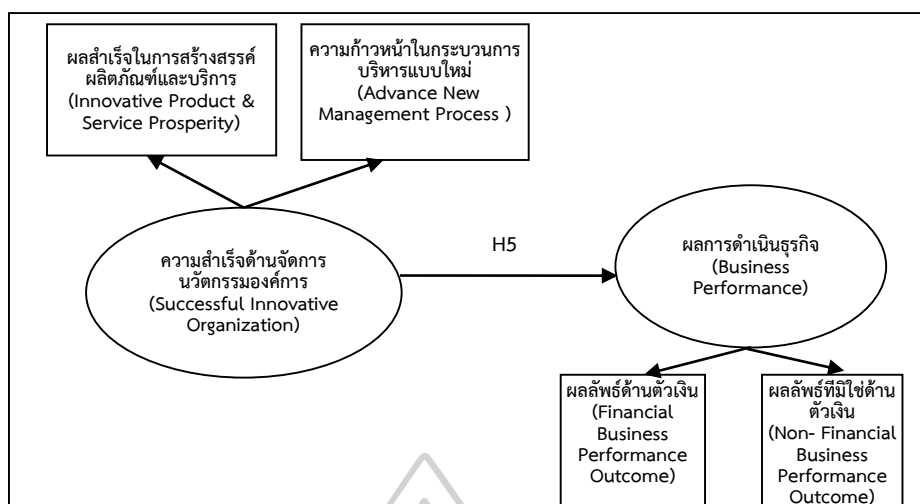 ผลสำเร็จในการสร้างสรรค์
ผลิตภัณฑ์และบริการ
(Innovative Product &
Service Prosperity)
ความก้าวหน้าในกระบวนการ
บริหารแบบใหม่
(Advance New
Management Process )
ความสำเร็จด้านจัดการ
นวัตกรรมองค์การ
(Successful Innovative
Organization)
H5
ผลการดำเนินธุรกิจ
(Business
Performance)
ผลลัพธ์ด้านตัวเงิน
(Financial
Business
Performance
Outcome)
ผลลัพธ์ที่มิใช่ด้าน
ตัวเงิน
(Non- Financial
Business
Performance
Outcome)